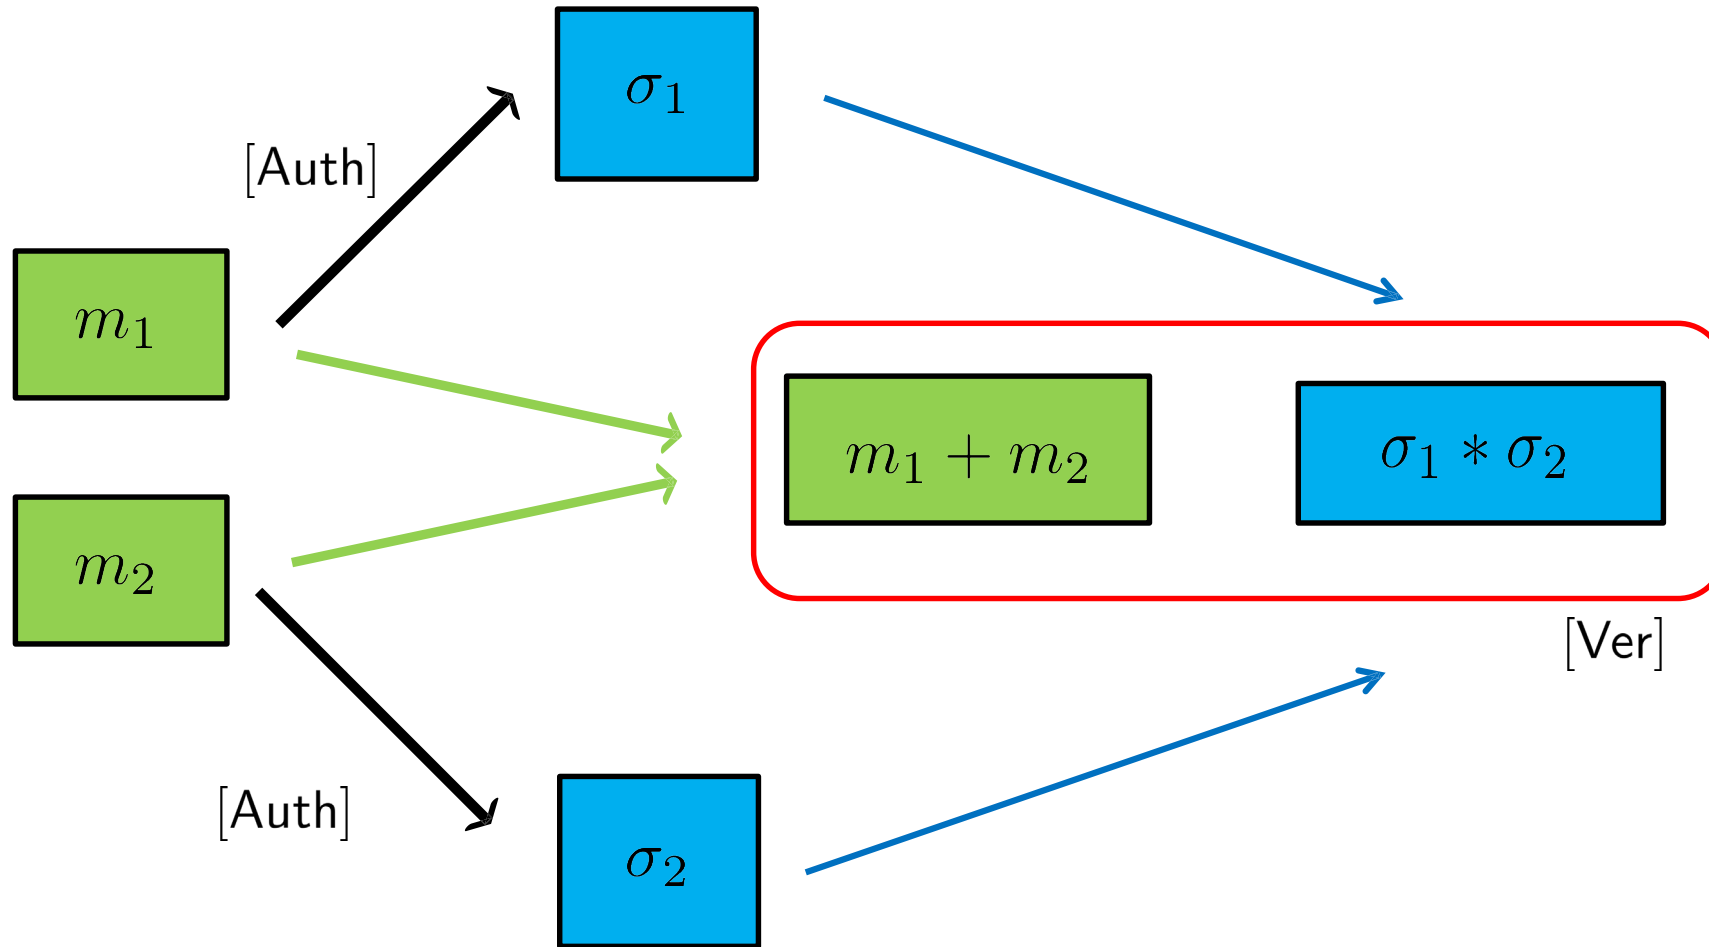 σ₁
[Auth]
m₁
m₁ + m₂
σ₁ ∗ σ₂
m₂
[Ver]
[Auth]
σ₂